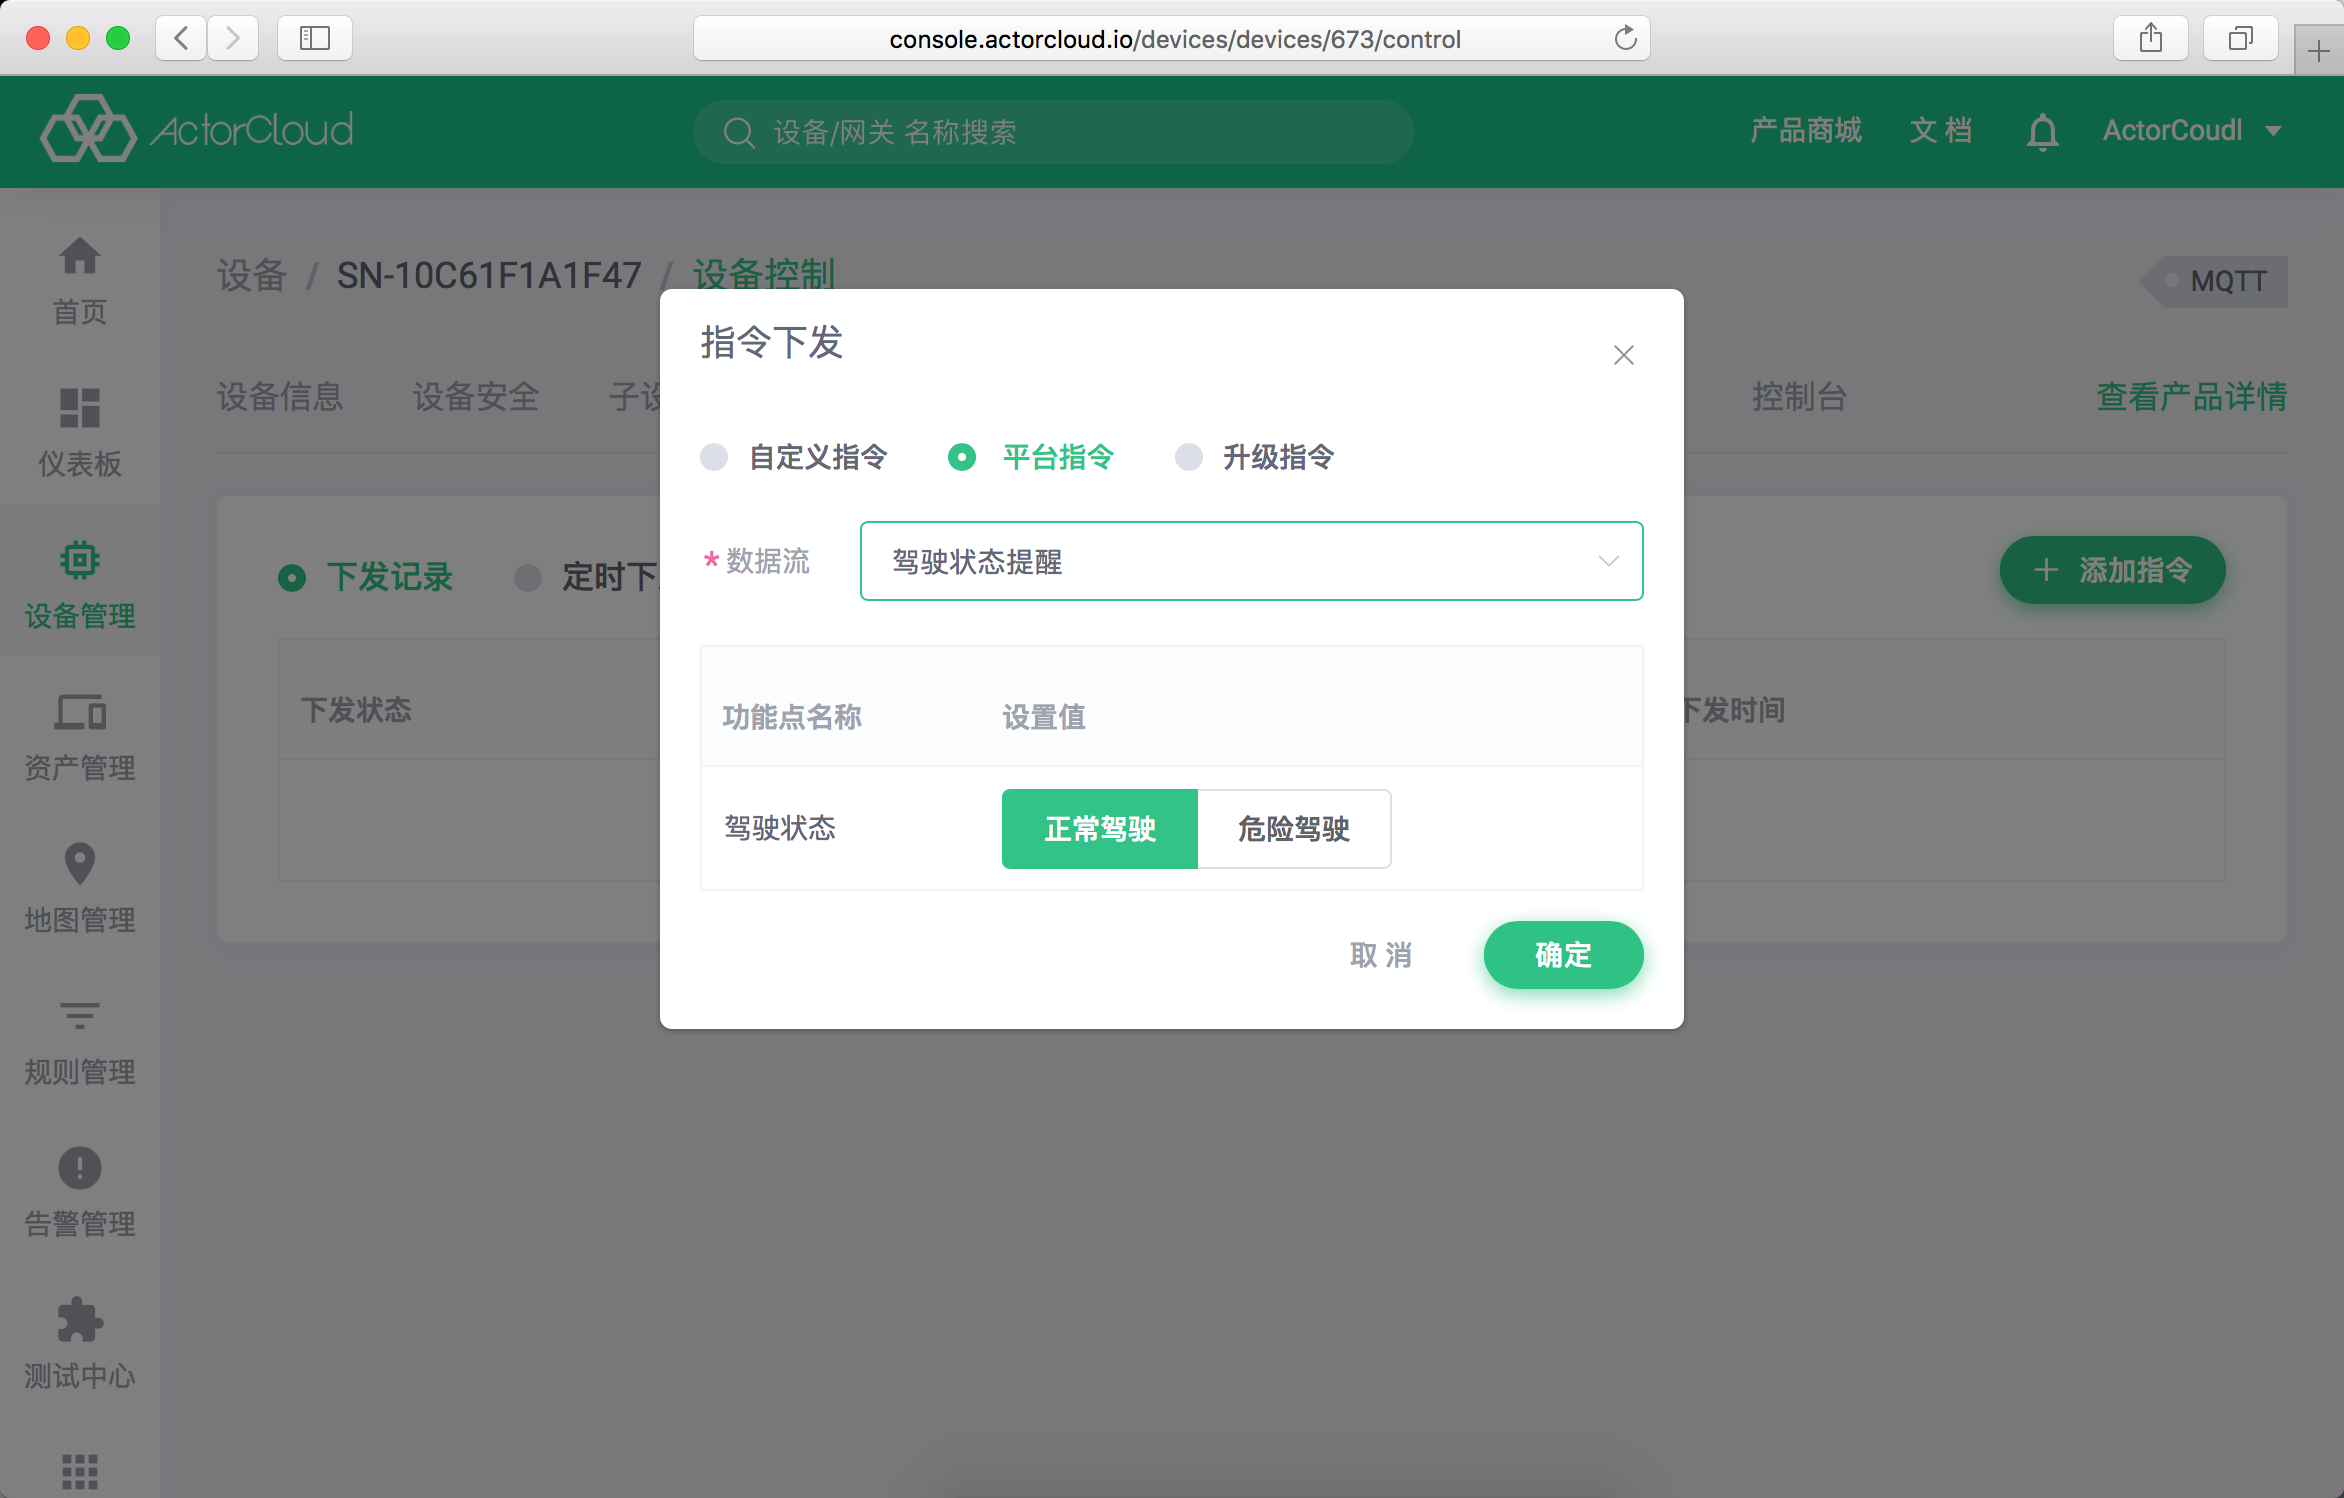 console.actorcloud.io/devices/devices/673/control
ActorCloud
设备/网关 名称搜索
产品商城
文 档
ActorCoudl
首页
仪表板
设备管理
资产管理
地图管理
规则管理
告警管理
测试中心
设备 / SN-10C61F1A1F47 / 设备控制
MQTT
设备信息
设备安全
子设
控制台
查看产品详情
下发记录
定时下
添加指令
下发状态
下发时间
指令下发
自定义指令
平台指令
升级指令
* 数据流
驾驶状态提醒
功能点名称
设置值
驾驶状态
正常驾驶
危险驾驶
取 消
确定